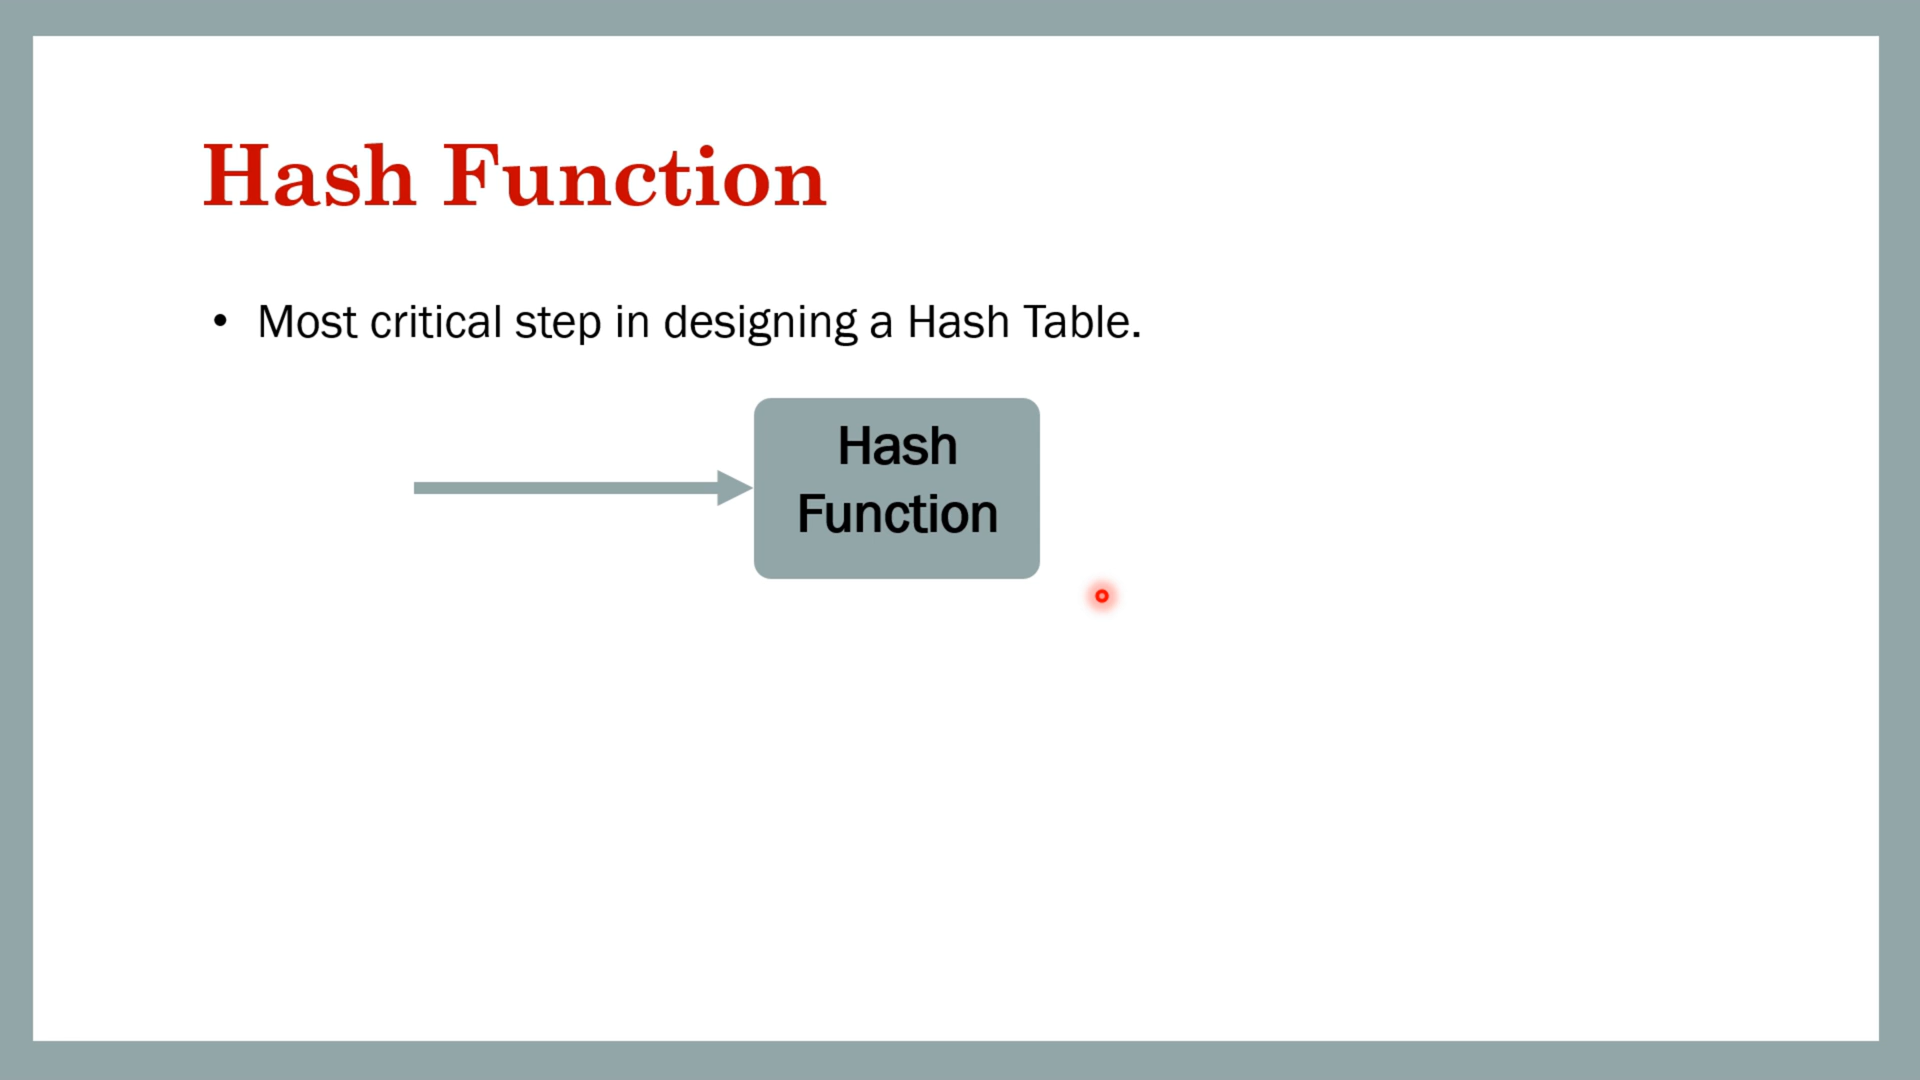 Hash Function
• Most critical step in designing a Hash Table.
Hash
Function